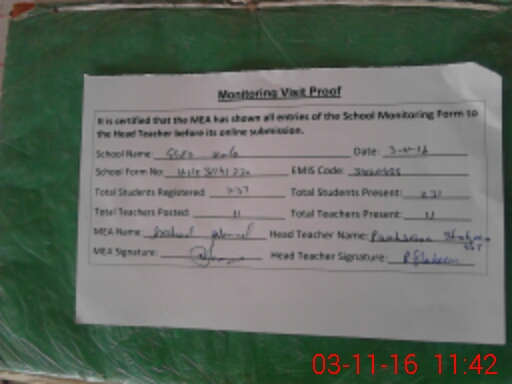 Monitoring Visit Proof
It is certified that the MEA has shown all entries of the School Monitoring Form to
the Head Teacher before its online submission.
School Name: Date: 3-11-16
School Form No: EMIS Code:
Total Students Registered: 237 Total Students Present: 231
Total Teachers Posted: 11 Total Teachers Present: 11
MEA Name: Head Teacher Name:
MEA Signature: Head Teacher Signature:
03-11-16 11:42